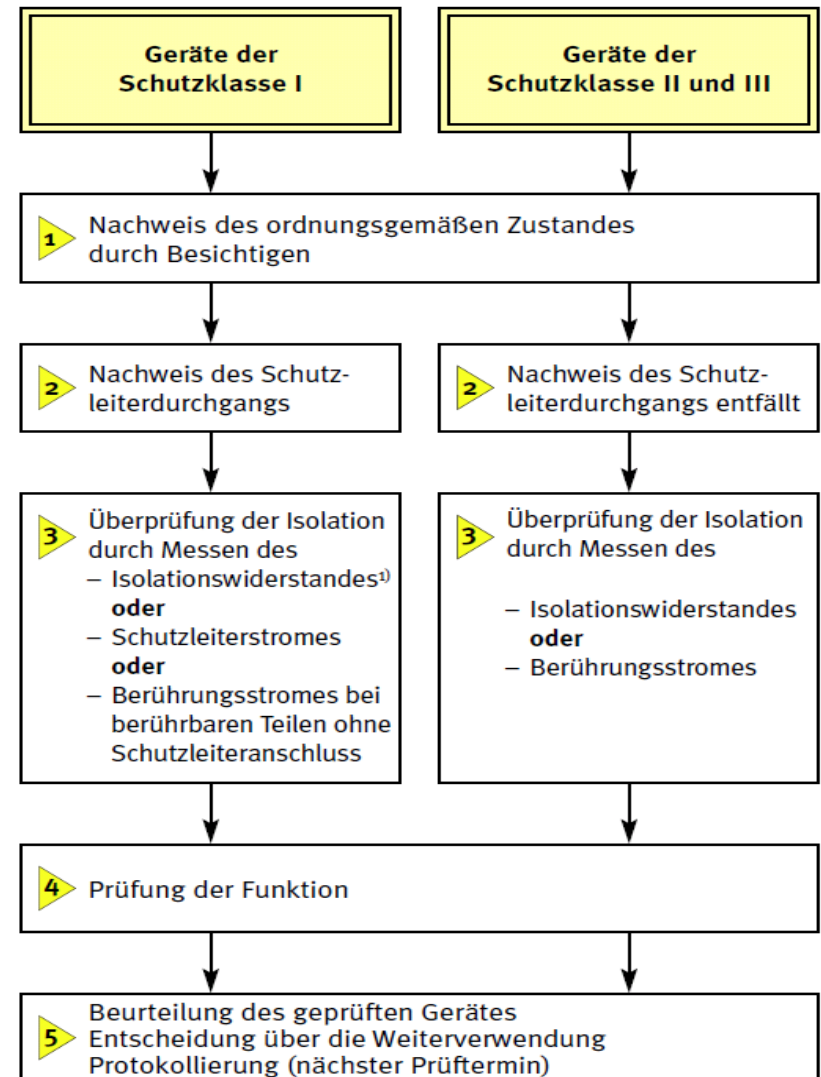 Geräte der
Schutzklasse I
Geräte der
Schutzklasse II und III
1
Nachweis des ordnungsgemäßen Zustandes
durch Besichtigen
2
Nachweis des Schutz-
leiterdurchgangs
2
Nachweis des Schutz-
leiterdurchgangs entfällt
3
Überprüfung der Isolation
durch Messen des
– Isolationswiderstandes¹⁾
oder
– Schutzleiterstromes
oder
– Berührungsstromes bei
berührbaren Teilen ohne
Schutzleiteranschluss
3
Überprüfung der Isolation
durch Messen des
– Isolationswiderstandes
oder
– Berührungsstromes
4
Prüfung der Funktion
5
Beurteilung des geprüften Gerätes
Entscheidung über die Weiterverwendung
Protokollierung (nächster Prüftermin)